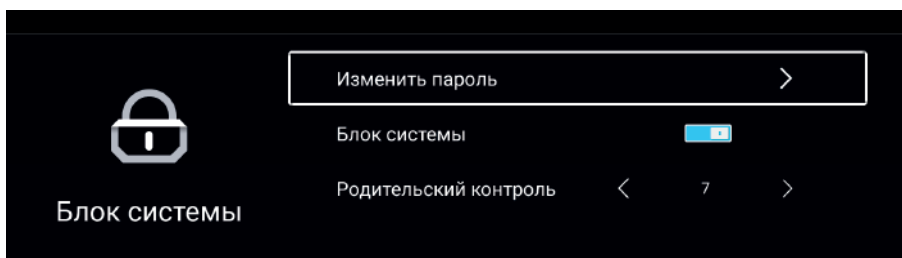 Изменить пароль
Блок системы
Родительский контроль 7
Блок системы